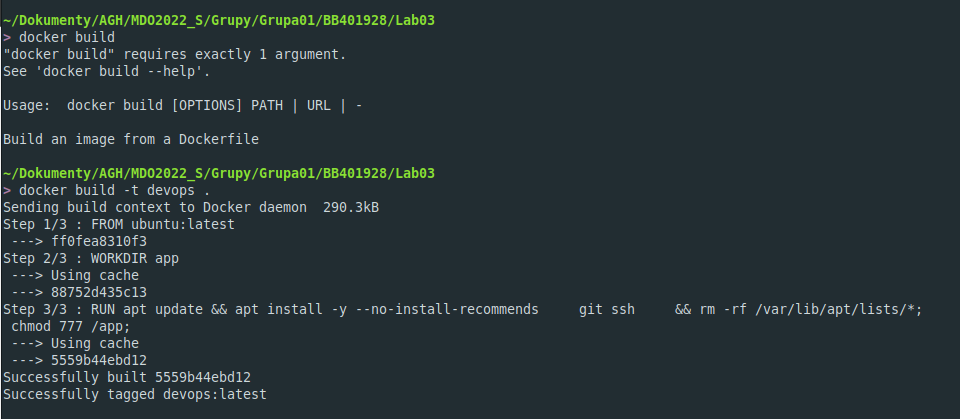 ~/Dokumenty/AGH/MDO2022_S/Grupy/Grupa01/BB401928/Lab03
> docker build
"docker build" requires exactly 1 argument.
See 'docker build --help'.
Usage:  docker build [OPTIONS] PATH | URL | -
Build an image from a Dockerfile
~/Dokumenty/AGH/MDO2022_S/Grupy/Grupa01/BB401928/Lab03
> docker build -t devops .
Sending build context to Docker daemon  290.3kB
Step 1/3 : FROM ubuntu:latest
 ---> ff0fea8310f3
Step 2/3 : WORKDIR app
 ---> Using cache
 ---> 88752d435c13
Step 3/3 : RUN apt update && apt install -y --no-install-recommends     git ssh     && rm -rf /var/lib/apt/lists/*;
 chmod 777 /app;
 ---> Using cache
 ---> 5559b44ebd12
Successfully built 5559b44ebd12
Successfully tagged devops:latest